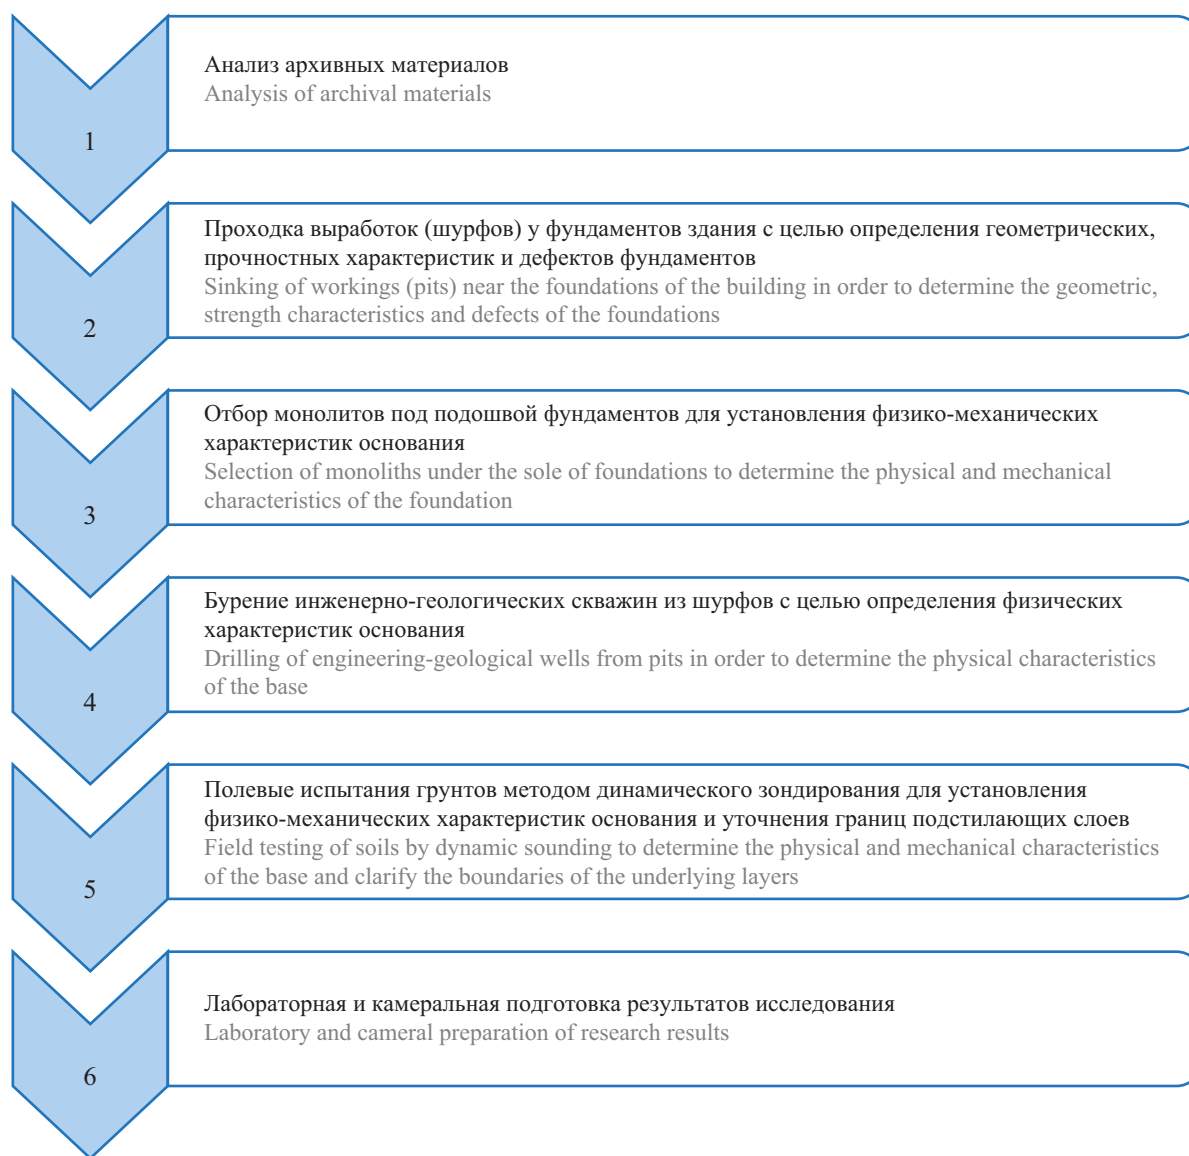 1
Анализ архивных материалов
Analysis of archival materials
2
Проходка выработок (шурфов) у фундаментов здания с целью определения геометрических,
прочностных характеристик и дефектов фундаментов
Sinking of workings (pits) near the foundations of the building in order to determine the geometric,
strength characteristics and defects of the foundations
3
Отбор монолитов под подошвой фундаментов для установления физико-механических
характеристик основания
Selection of monoliths under the sole of foundations to determine the physical and mechanical
characteristics of the foundation
4
Бурение инженерно-геологических скважин из шурфов с целью определения физических
характеристик основания
Drilling of engineering-geological wells from pits in order to determine the physical characteristics
of the base
5
Полевые испытания грунтов методом динамического зондирования для установления
физико-механических характеристик основания и уточнения границ подстилающих слоев
Field testing of soils by dynamic sounding to determine the physical and mechanical characteristics
of the base and clarify the boundaries of the underlying layers
6
Лабораторная и камеральная подготовка результатов исследования
Laboratory and cameral preparation of research results